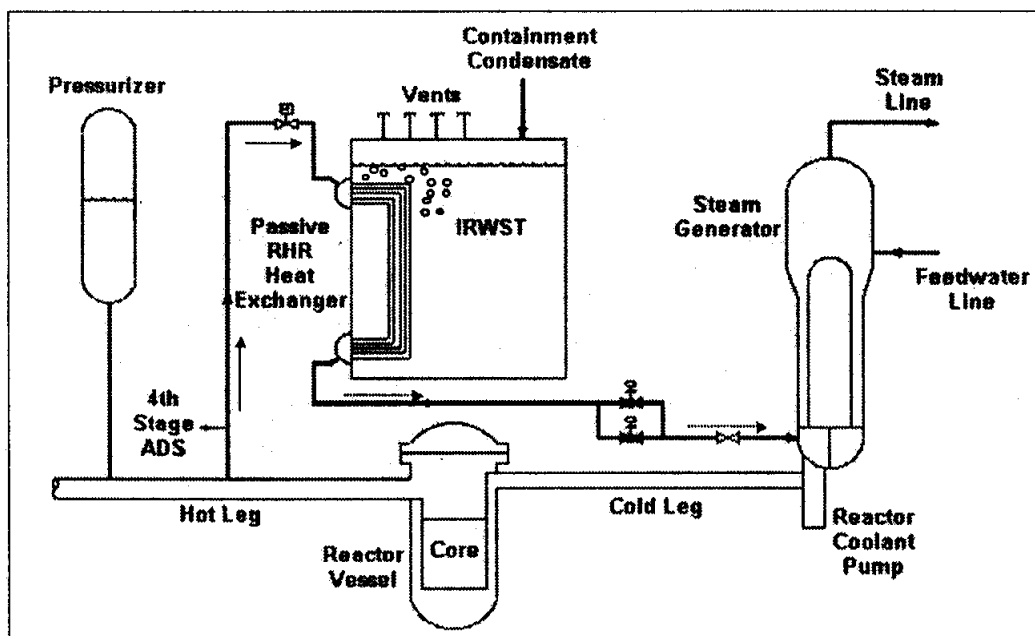 Containment
Condensate
Pressurizer
Vents
Steam
Line
Passive
RHR
Heat
Exchanger
IRWST
Steam
Generator
Feedwater
Line
4th
Stage
ADS
Hot Leg
Cold Leg
Reactor
Vessel
Core
Reactor
Coolant
Pump